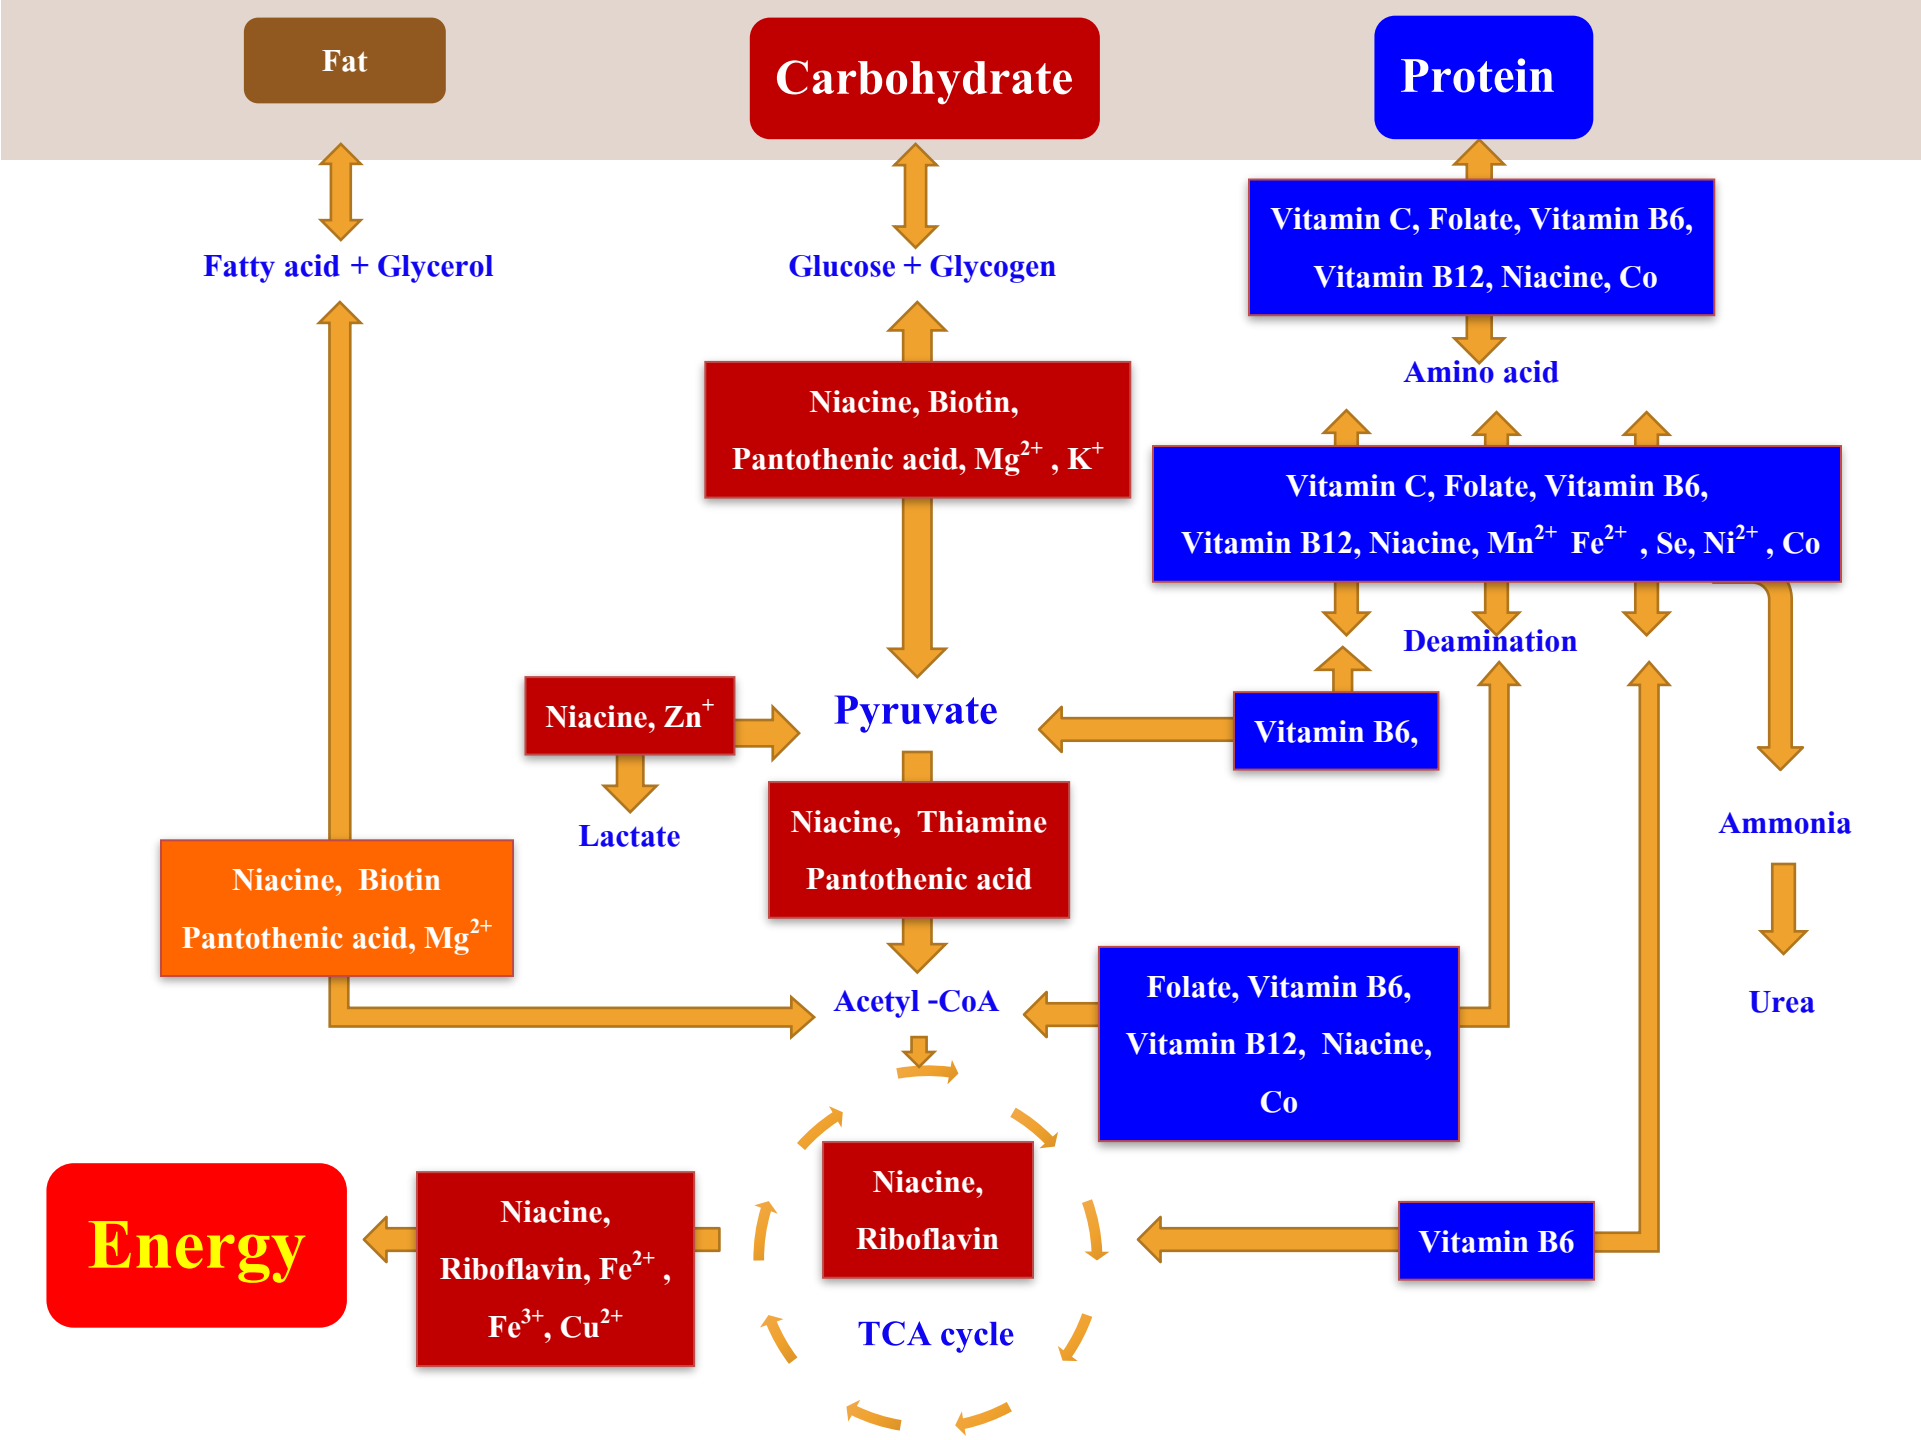 Fat
Carbohydrate
Protein
Vitamin C, Folate, Vitamin B6,
Vitamin B12, Niacine, Co
Fatty acid + Glycerol
Glucose + Glycogen
Amino acid
Niacine, Biotin,
Pantothenic acid, Mg²⁺ , K⁺
Vitamin C, Folate, Vitamin B6,
Vitamin B12, Niacine, Mn²⁺ Fe²⁺ , Se, Ni²⁺ , Co
Deamination
Niacine, Zn⁺
Pyruvate
Vitamin B6,
Lactate
Niacine, Thiamine
Pantothenic acid
Ammonia
Niacine, Biotin
Pantothenic acid, Mg²⁺
Acetyl -CoA
Folate, Vitamin B6,
Vitamin B12, Niacine,
Co
Urea
Energy
Niacine,
Riboflavin, Fe²⁺ ,
Fe³⁺, Cu²⁺
Niacine,
Riboflavin
TCA cycle
Vitamin B6